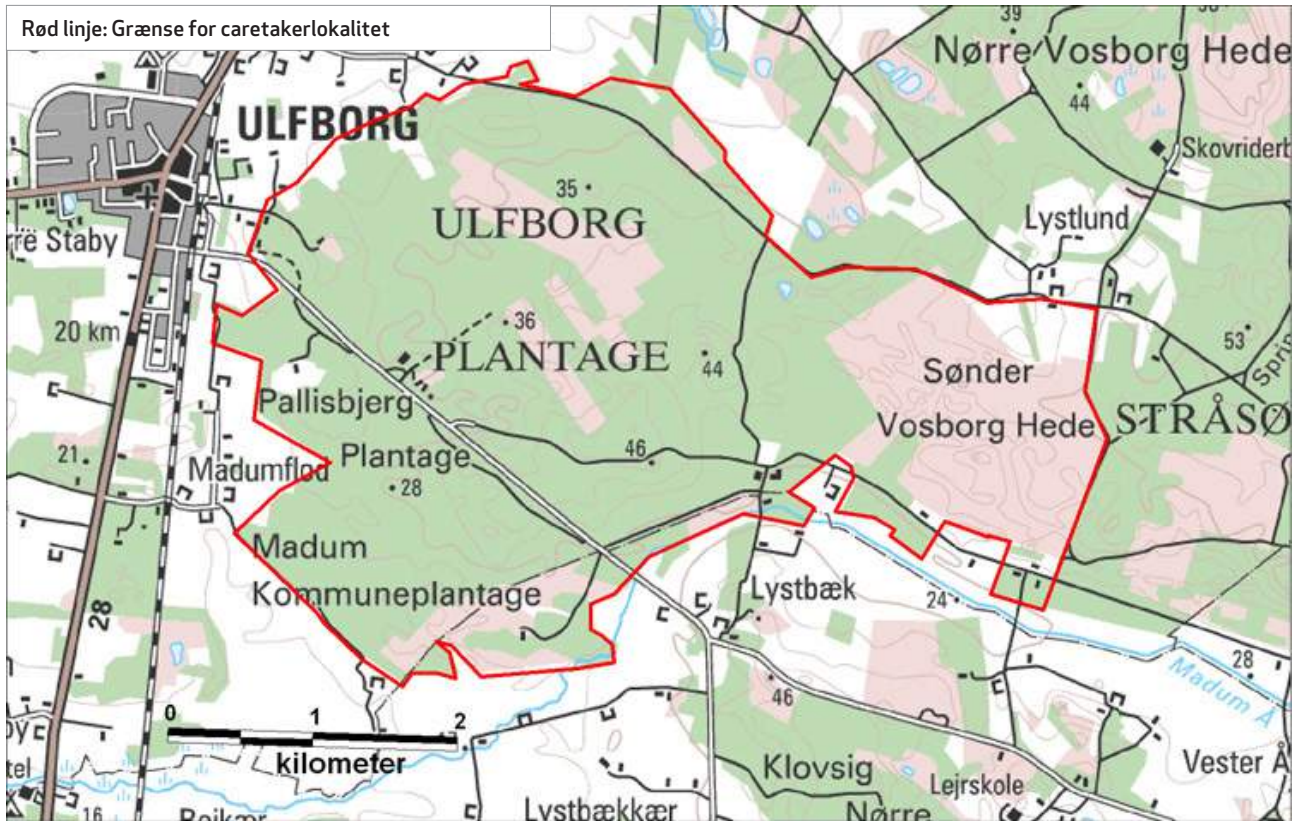 Rød linje: Grænse for caretakerlokalitet
39
Nørre Vosborg Hede
44
ULFBORG
Skovriderb
35
ULFBORG
Lystlund
rre Staby
20 km
36
PLANTAGE
44
53
Sønder
Vosborg Hede
STRÅSØ
Pallisbjerg
Plantage
46
21
Madumflod
28
Madum
Kommuneplantage
Lystbæk
24
28
28
Madum Å
46
0
1
2
kilometer
Klovsig
Nørre
Lejrskole
Vester Å
tel
16
Lystbækkær